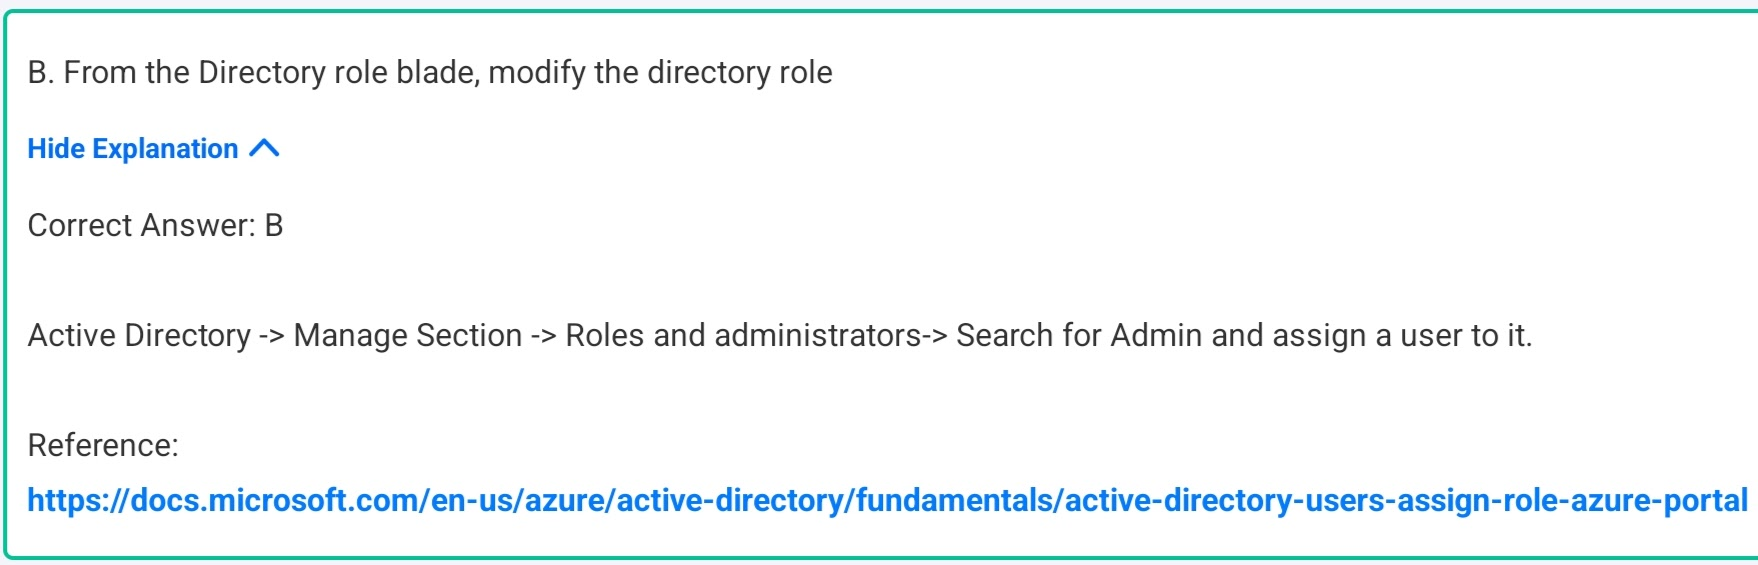 B. From the Directory role blade, modify the directory role
Hide Explanation
Correct Answer: B
Active Directory -> Manage Section -> Roles and administrators-> Search for Admin and assign a user to it.
Reference:
https://docs.microsoft.com/en-us/azure/active-directory/fundamentals/active-directory-users-assign-role-azure-portal